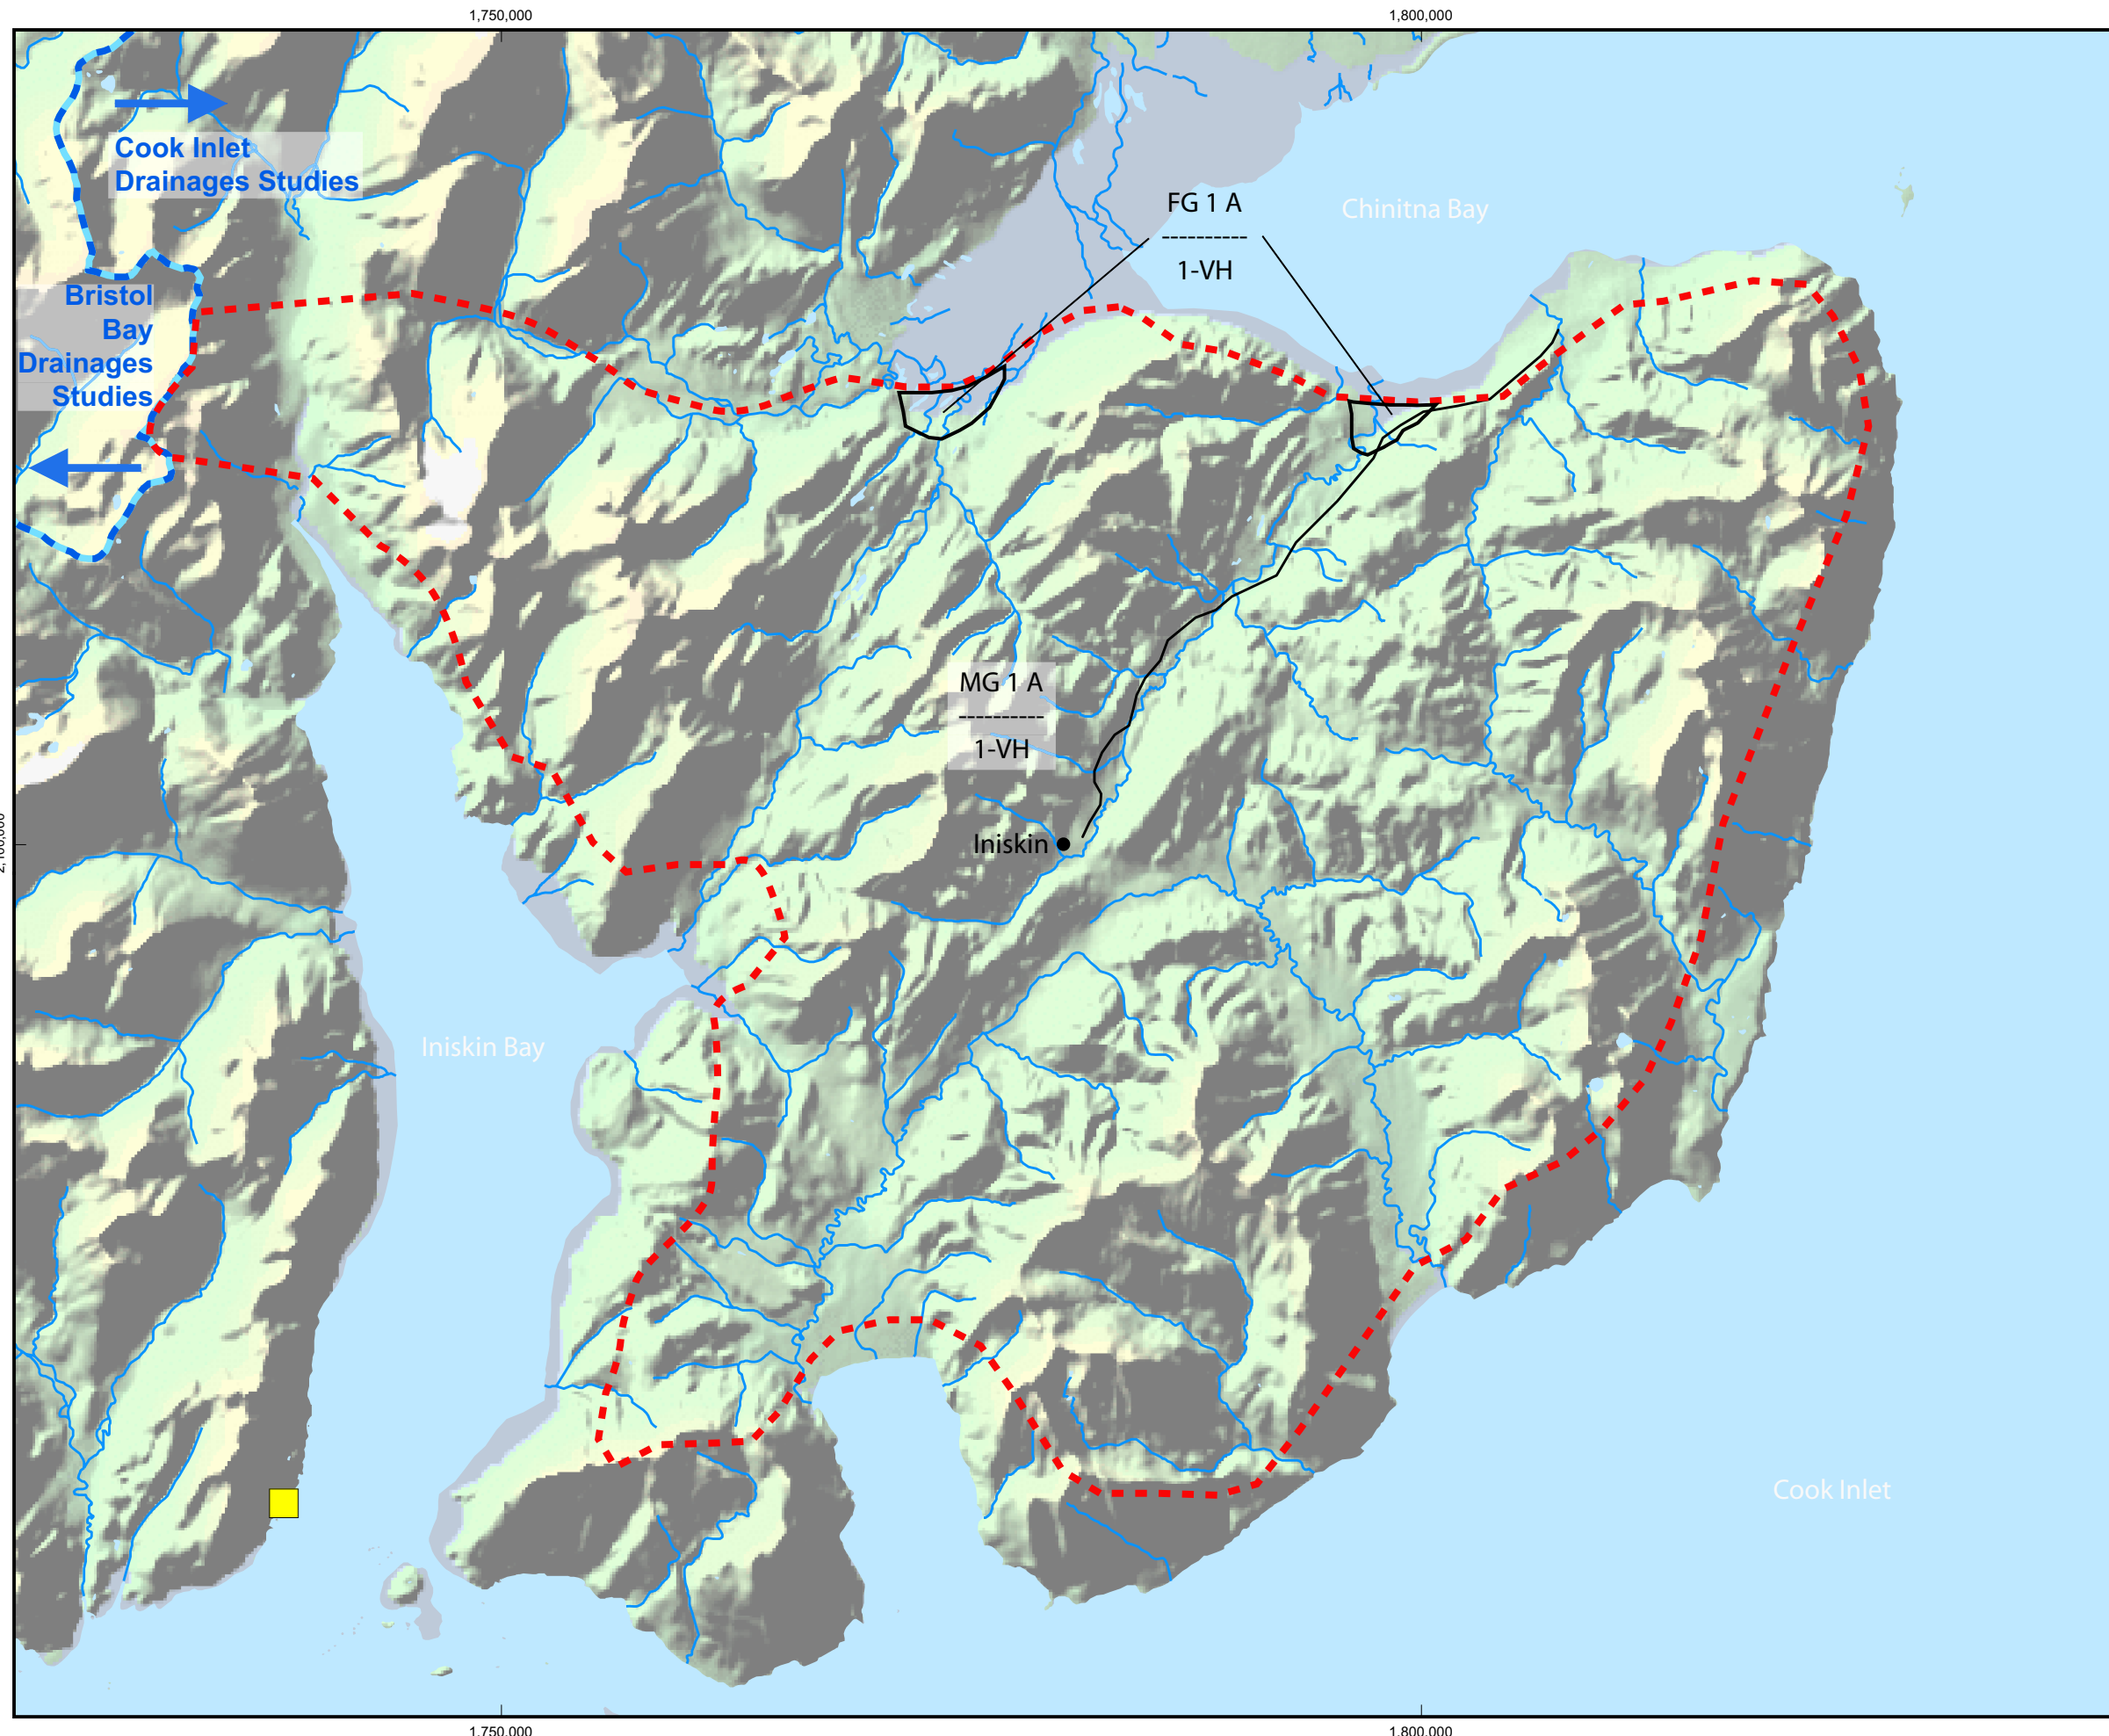 1,750,000
1,800,000
Cook Inlet
Drainages Studies
FG 1 A
----------
1-VH
Chinitna Bay
Bristol
Bay
Drainages
Studies
MG 1 A
-----------
1-VH
Iniskin
Iniskin Bay
Cook Inlet
1,750,000
1,800,000